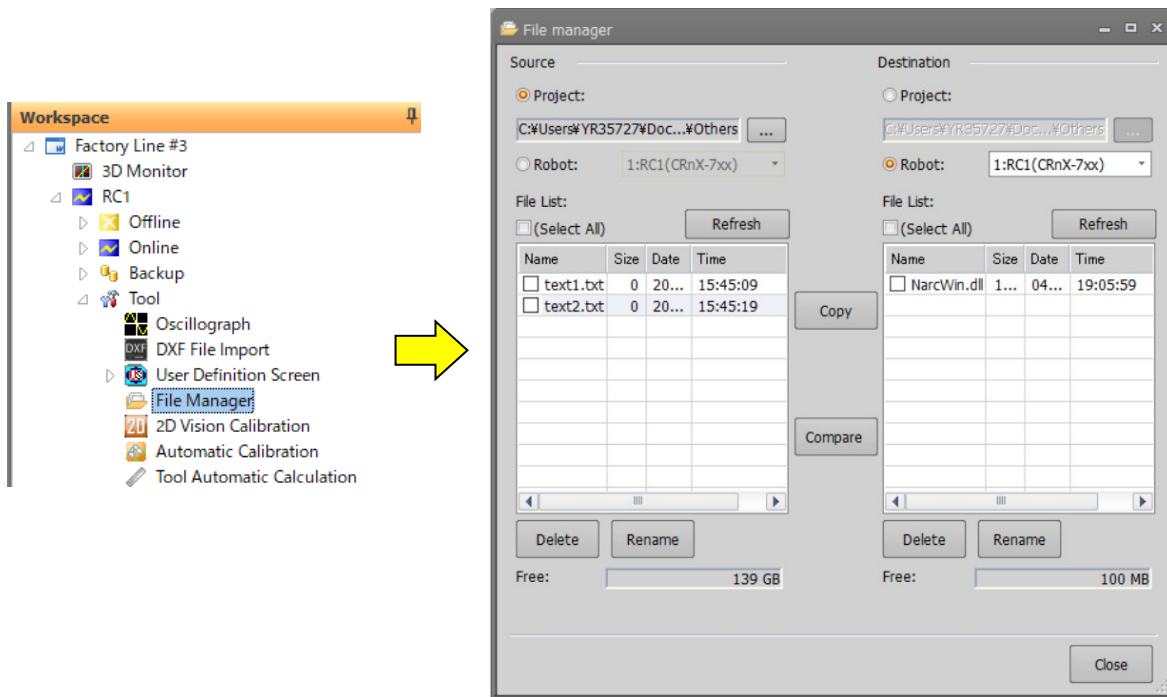 Workspace
Factory Line #3
3D Monitor
RC1
Offline
Online
Backup
Tool
Oscillograph
DXF File Import
User Definition Screen
File Manager
2D Vision Calibration
Automatic Calibration
Tool Automatic Calculation
File manager
Source
Project:
C:¥Users¥YR35727¥Doc...¥Others ...
Robot: 1:RC1(CRnX-7xx)
File List:
(Select All) Refresh
Name Size Date Time
text1.txt 0 20... 15:45:09
text2.txt 0 20... 15:45:19
Delete Rename
Free: 139 GB
Copy
Compare
Destination
Project:
C:¥Users¥YR35727¥Doc...¥Others ...
Robot: 1:RC1(CRnX-7xx)
File List:
(Select All) Refresh
Name Size Date Time
NarcWin.dll 1... 04... 19:05:59
Delete Rename
Free: 100 MB
Close